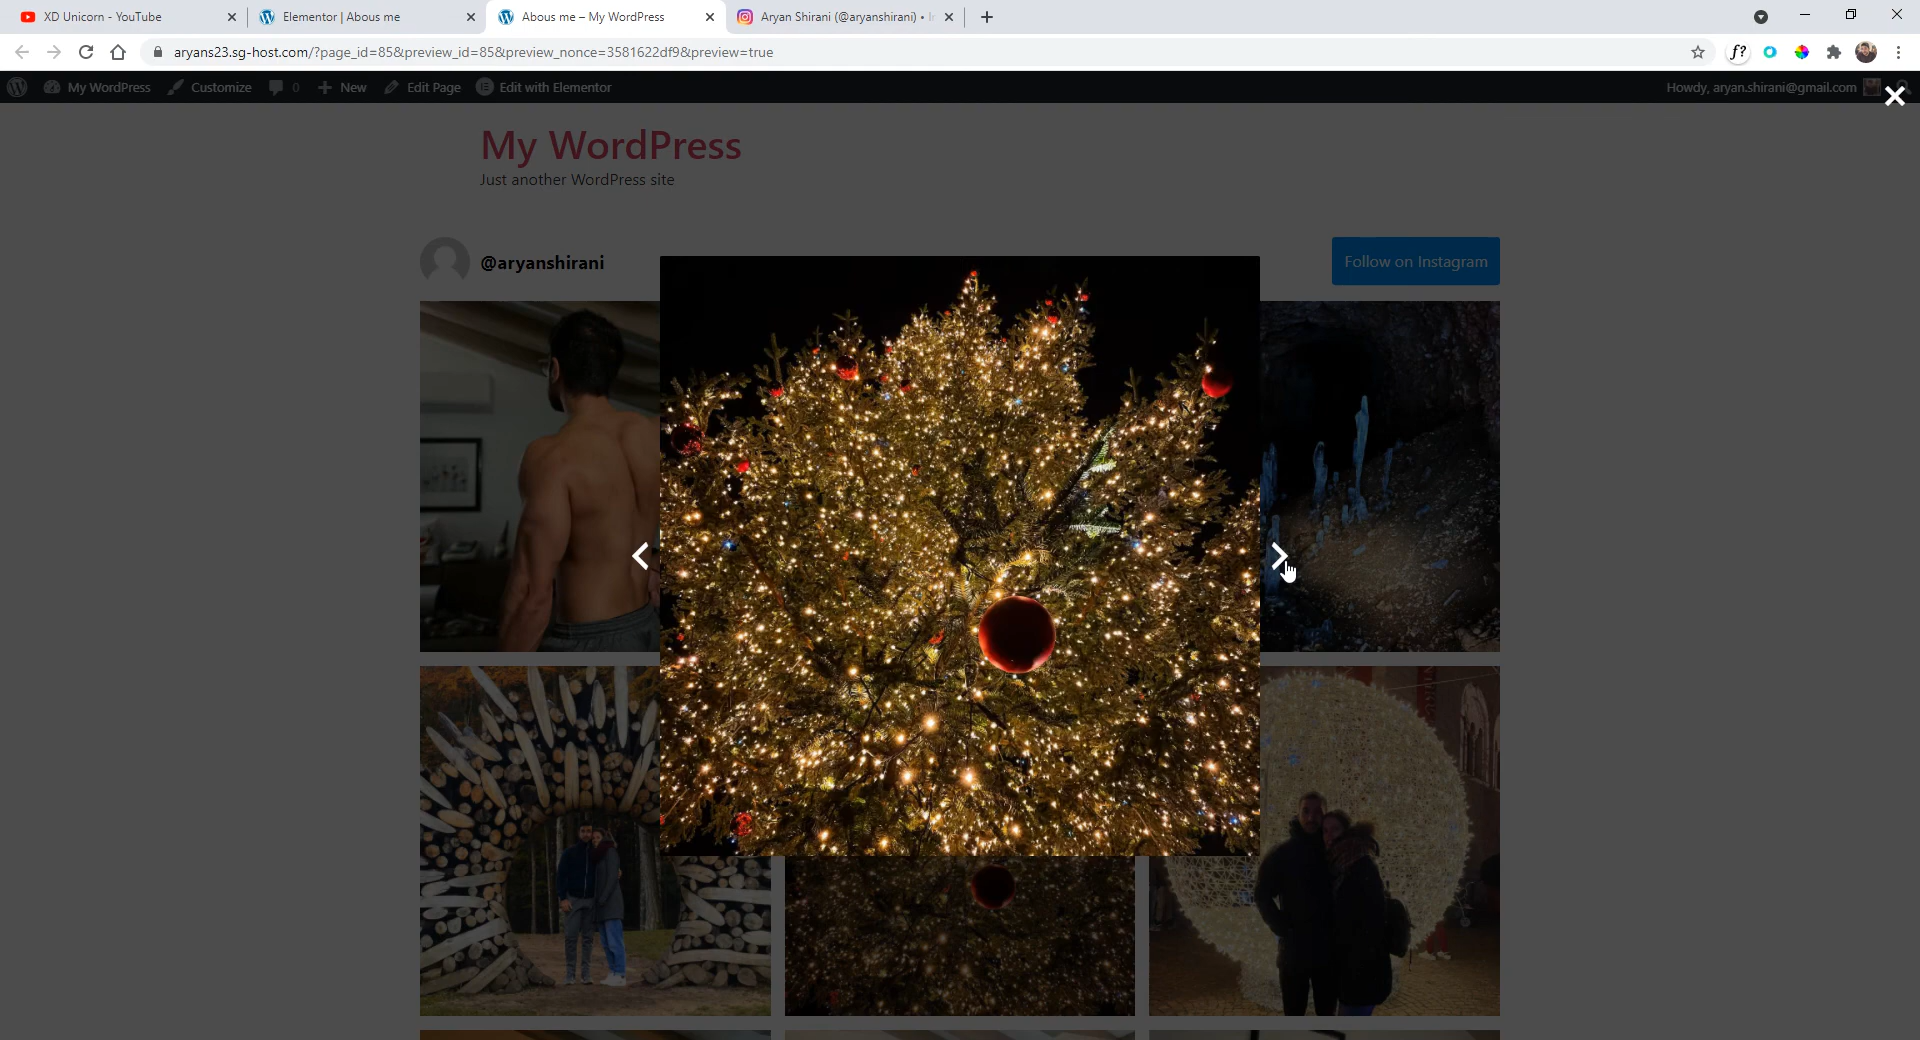 XD Unicorn - YouTube
Elementor | Abous me
Abous me – My WordPress
Aryan Shirani (@aryanshirani) •
aryans23.sg-host.com/?page_id=85&preview_id=85&preview_nonce=3581622df9&preview=true
f?
My WordPress
Customize
0
New
Edit Page
Edit with Elementor
Howdy, aryan.shirani@gmail.com
My WordPress
Just another WordPress site
@aryanshirani
Follow on Instagram